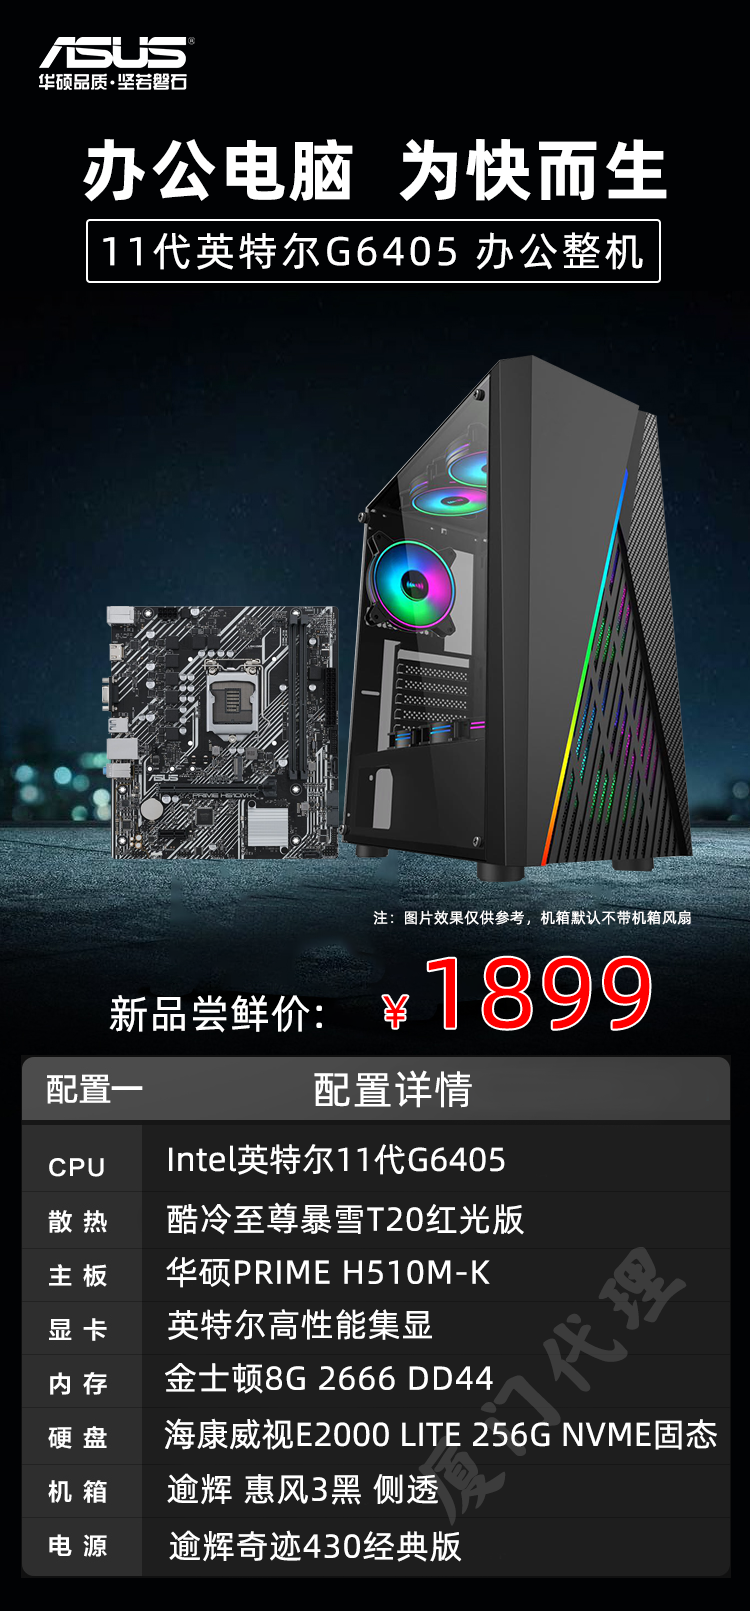 ASUS®
华硕品质·坚若磐石
办公电脑 为快而生
11代英特尔G6405 办公整机
ASUS
PRIME H510M-K
注：图片效果仅供参考，机箱默认不带机箱风扇
新品尝鲜价： ¥1899
配置一 配置详情
CPU Intel英特尔11代G6405
散热 酷冷至尊暴雪T20红光版
主板 华硕PRIME H510M-K
显卡 英特尔高性能集显
内存 金士顿8G 2666 DD44
硬盘 海康威视E2000 LITE 256G NVME固态
机箱 逾辉 惠风3黑 侧透
电源 逾辉奇迹430经典版
厦门代理